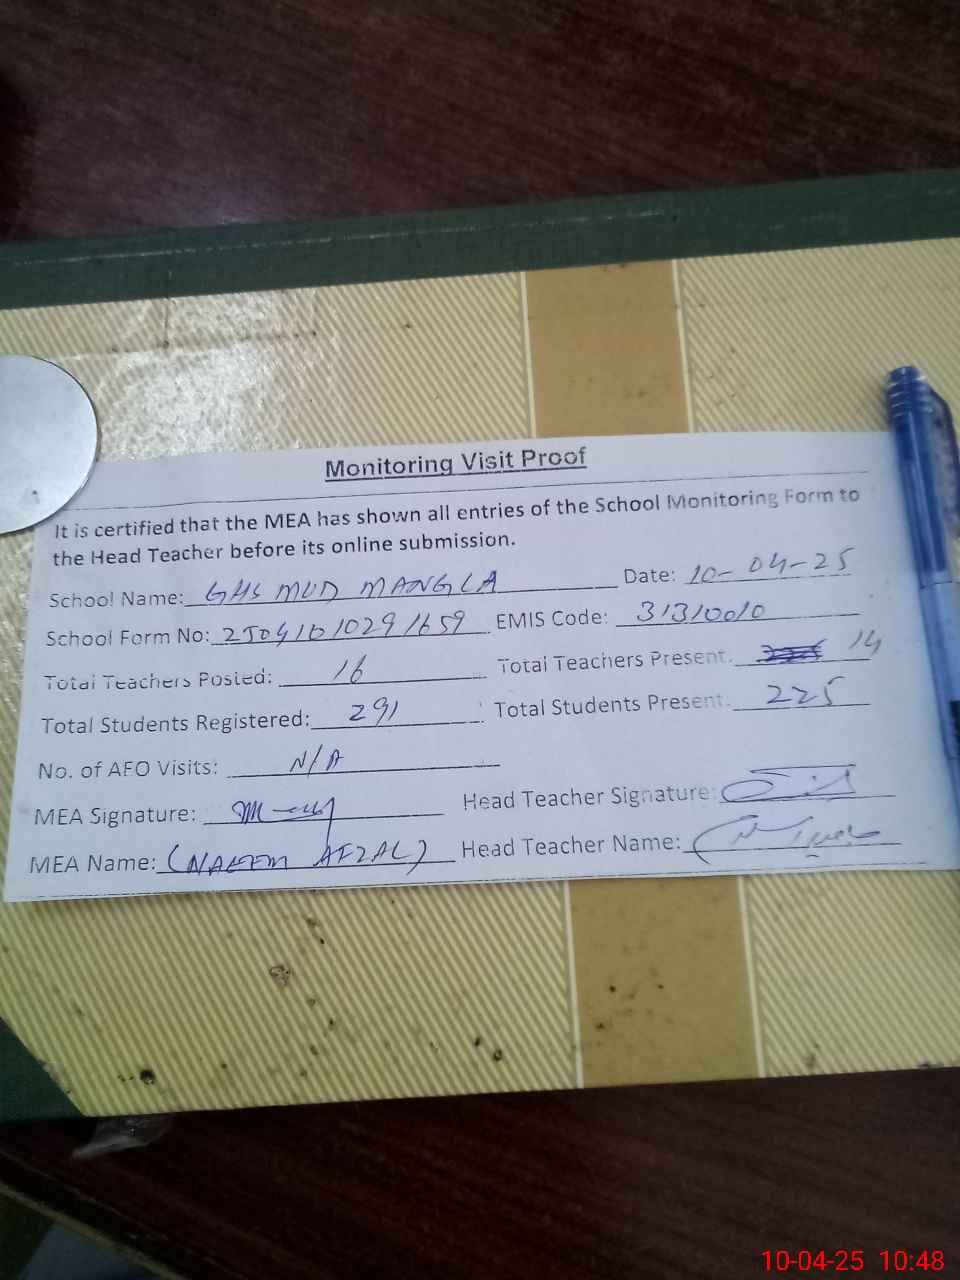 Monitoring Visit Proof
It is certified that the MEA has shown all entries of the School Monitoring Form to
the Head Teacher before its online submission.
School Name: GHS MUD MANGLA Date: 10-04-25
School Form No: 25041010291659 EMIS Code: 31310010
Total Teachers Posted: 16 Total Teachers Present: 14
Total Students Registered: 291 Total Students Present: 225
No. of AEO Visits: N/A
MEA Signature: Head Teacher Signature:
MEA Name: (NAEEM AFZAL) Head Teacher Name:
10-04-25 10:48